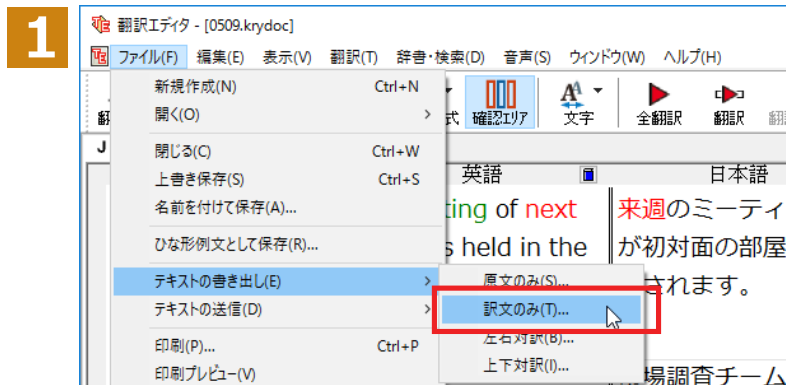 1
翻訳エディタ - [0509.krydoc]
ファイル(F) 編集(E) 表示(V) 翻訳(T) 辞書・検索(D) 音声(S) ウィンドウ(W) ヘルプ(H)
新規作成(N) Ctrl+N
開く(O) >
閉じる(C) Ctrl+W
上書き保存(S) Ctrl+S
名前を付けて保存(A)...
ひな形例文として保存(R)...
テキストの書き出し(E) >
テキストの送信(D) >
印刷(P)... Ctrl+P
印刷プレビュー(V)
原文のみ(S)...
訳文のみ(T)...
左右対訳(B)...
上下対訳(I)...
式 確認エリア 文字 全翻訳 翻訳
J
英語 日本語
ting of next
held in the
来週のミーティ
が初対面の部屋
されます。
場調査チーム